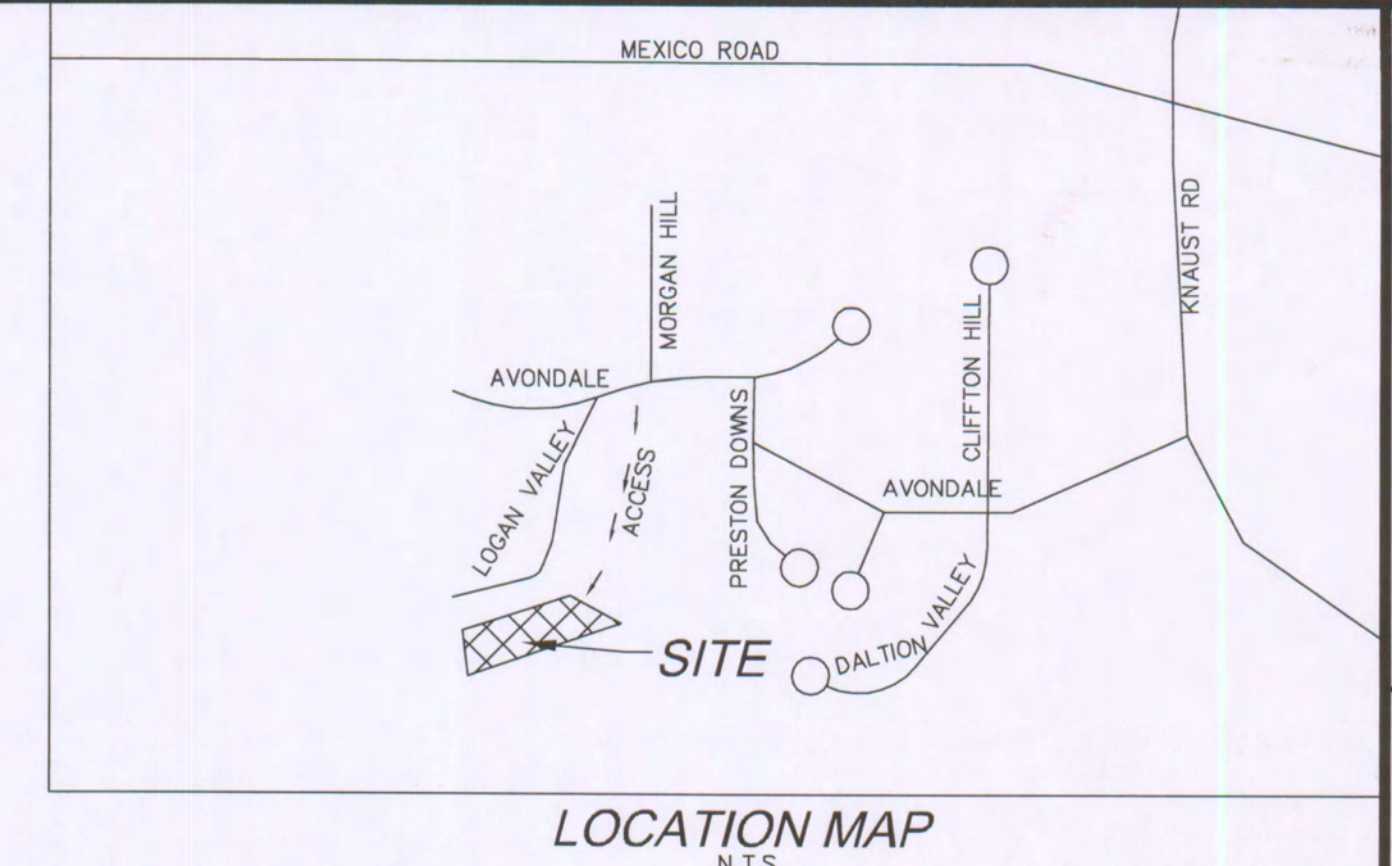 MEXICO ROAD
KNAUST RD
MORGAN HILL
CLIFFTON HILL
AVONDALE
PRESTON DOWNS
LOGAN VALLEY
ACCESS
AVONDALE
DALTION VALLEY
SITE
LOCATION MAP
N.T.S.